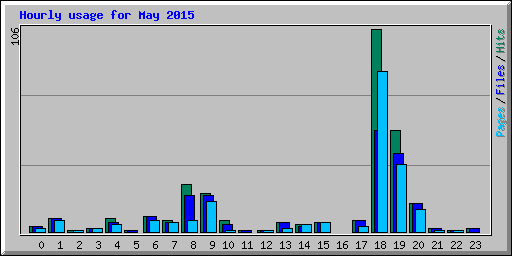 Hourly usage for May 2015
106
Pages / Files / Hits
0 1 2 3 4 5 6 7 8 9 10 11 12 13 14 15 16 17 18 19 20 21 22 23